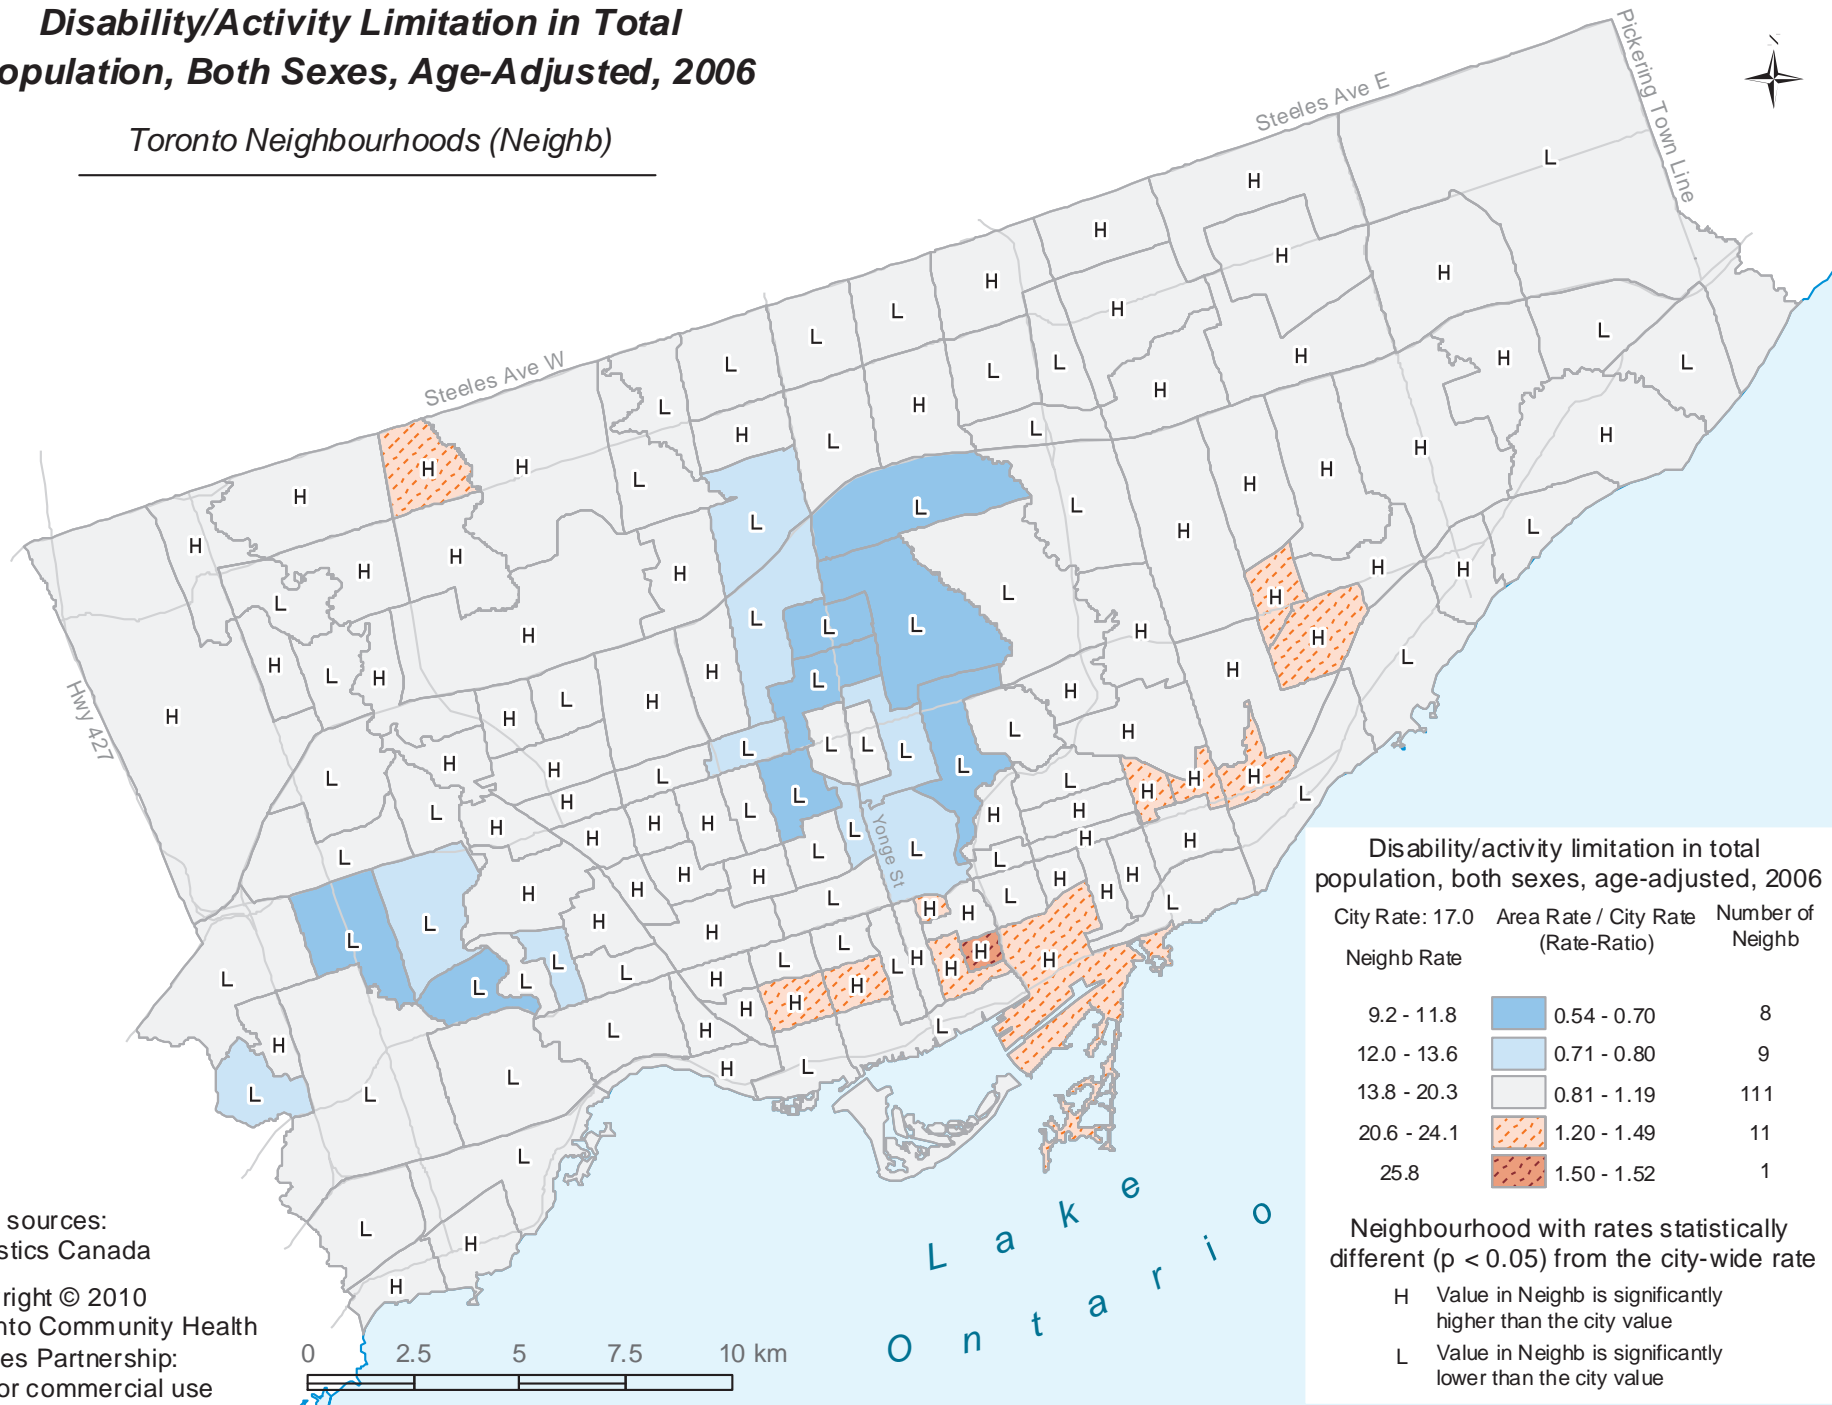 Disability/Activity Limitation in Total
opulation, Both Sexes, Age-Adjusted, 2006
Toronto Neighbourhoods (Neighb)
Steeles Ave E
Pickering Town Line
N
Steeles Ave W
Hwy 427
Yonge St
Lake
Ontario
Disability/activity limitation in total
population, both sexes, age-adjusted, 2006
City Rate: 17.0 Area Rate / City Rate Number of
Neighb Rate (Rate-Ratio) Neighb
9.2 - 11.8 0.54 - 0.70 8
12.0 - 13.6 0.71 - 0.80 9
13.8 - 20.3 0.81 - 1.19 111
20.6 - 24.1 1.20 - 1.49 11
25.8 1.50 - 1.52 1
Neighbourhood with rates statistically
different (p < 0.05) from the city-wide rate
H Value in Neighb is significantly
higher than the city value
L Value in Neighb is significantly
lower than the city value
sources:
stics Canada
right © 2010
nto Community Health
es Partnership:
or commercial use
0 2.5 5 7.5 10 km